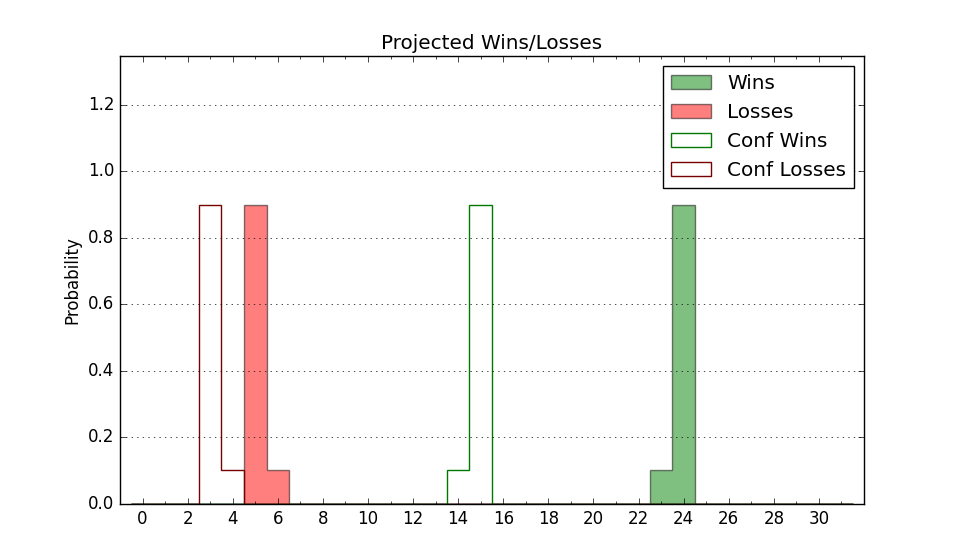 Projected Wins/Losses
Wins
Losses
Conf Wins
Conf Losses
Probability
1.2
1.0
0.8
0.6
0.4
0.2
0.0
0 2 4 6 8 10 12 14 16 18 20 22 24 26 28 30